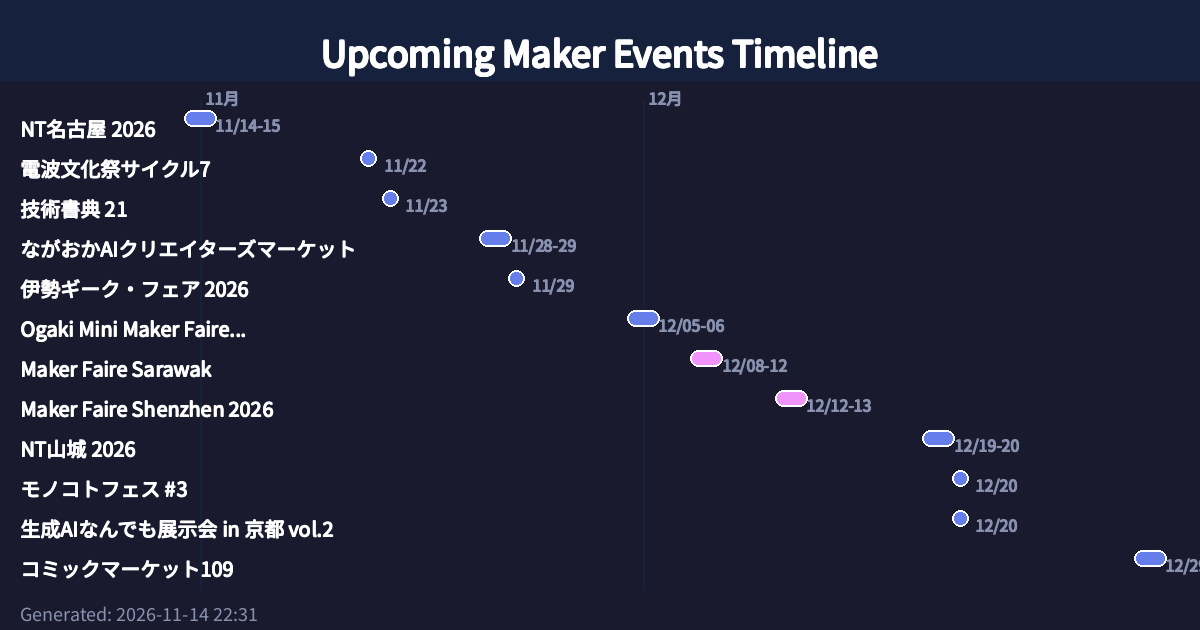 Upcoming Maker Events Timeline
11月 12月
NT名古屋 2026 11/14-15
電波文化祭サイクル7 11/22
技術書典 21 11/23
ながおかAIクリエイターズマーケット 11/28-29
伊勢ギーク・フェア 2026 11/29
Ogaki Mini Maker Faire... 12/05-06
Maker Faire Sarawak 12/08-12
Maker Faire Shenzhen 2026 12/12-13
NT山城 2026 12/19-20
モノコトフェス #3 12/20
生成AIなんでも展示会 in 京都 vol.2 12/20
コミックマーケット109
Generated: 2026-11-14 22:31